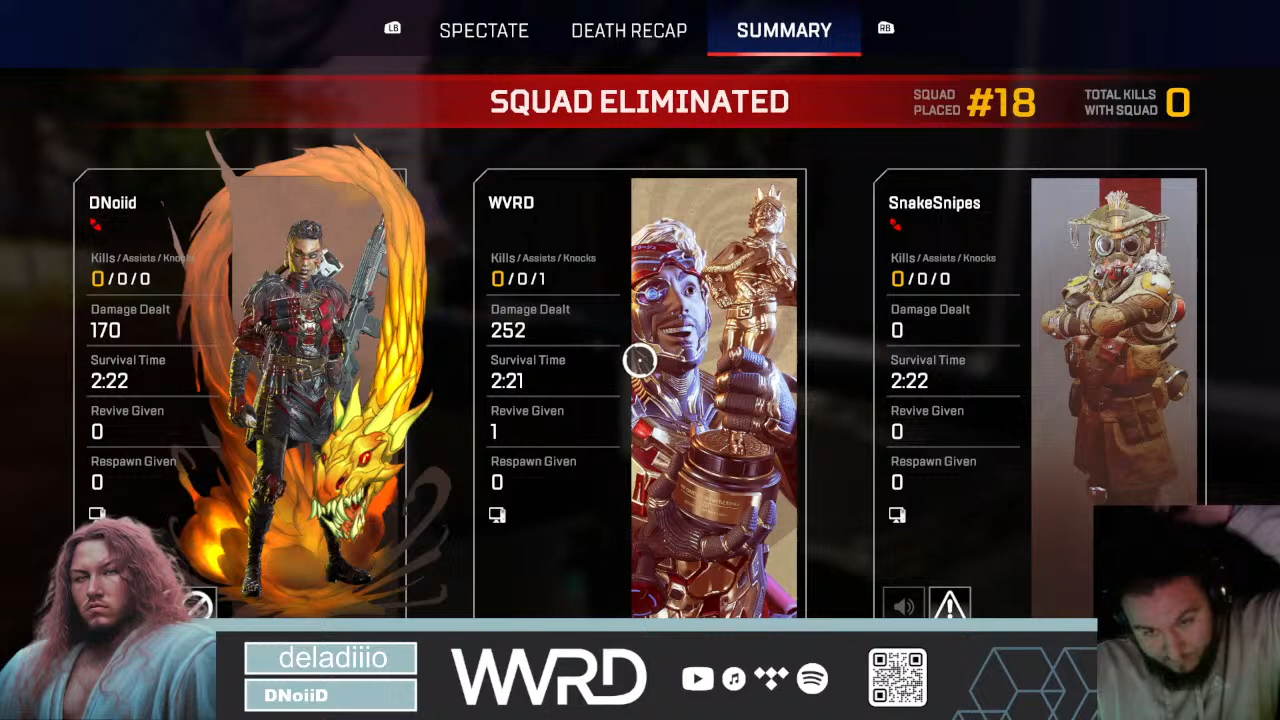 LB SPECTATE DEATH RECAP SUMMARY RB
SQUAD ELIMINATED
SQUAD PLACED #18
TOTAL KILLS WITH SQUAD 0
DNoiid
Kills / Assists / Knocks
0 / 0 / 0
Damage Dealt
170
Survival Time
2:22
Revive Given
0
Respawn Given
0
WVRD
Kills / Assists / Knocks
0 / 0 / 1
Damage Dealt
252
Survival Time
2:21
Revive Given
1
Respawn Given
0
SnakeSnipes
Kills / Assists / Knocks
0 / 0 / 0
Damage Dealt
0
Survival Time
2:22
Revive Given
0
Respawn Given
0
deladiiio
DNoiiD
WVRD